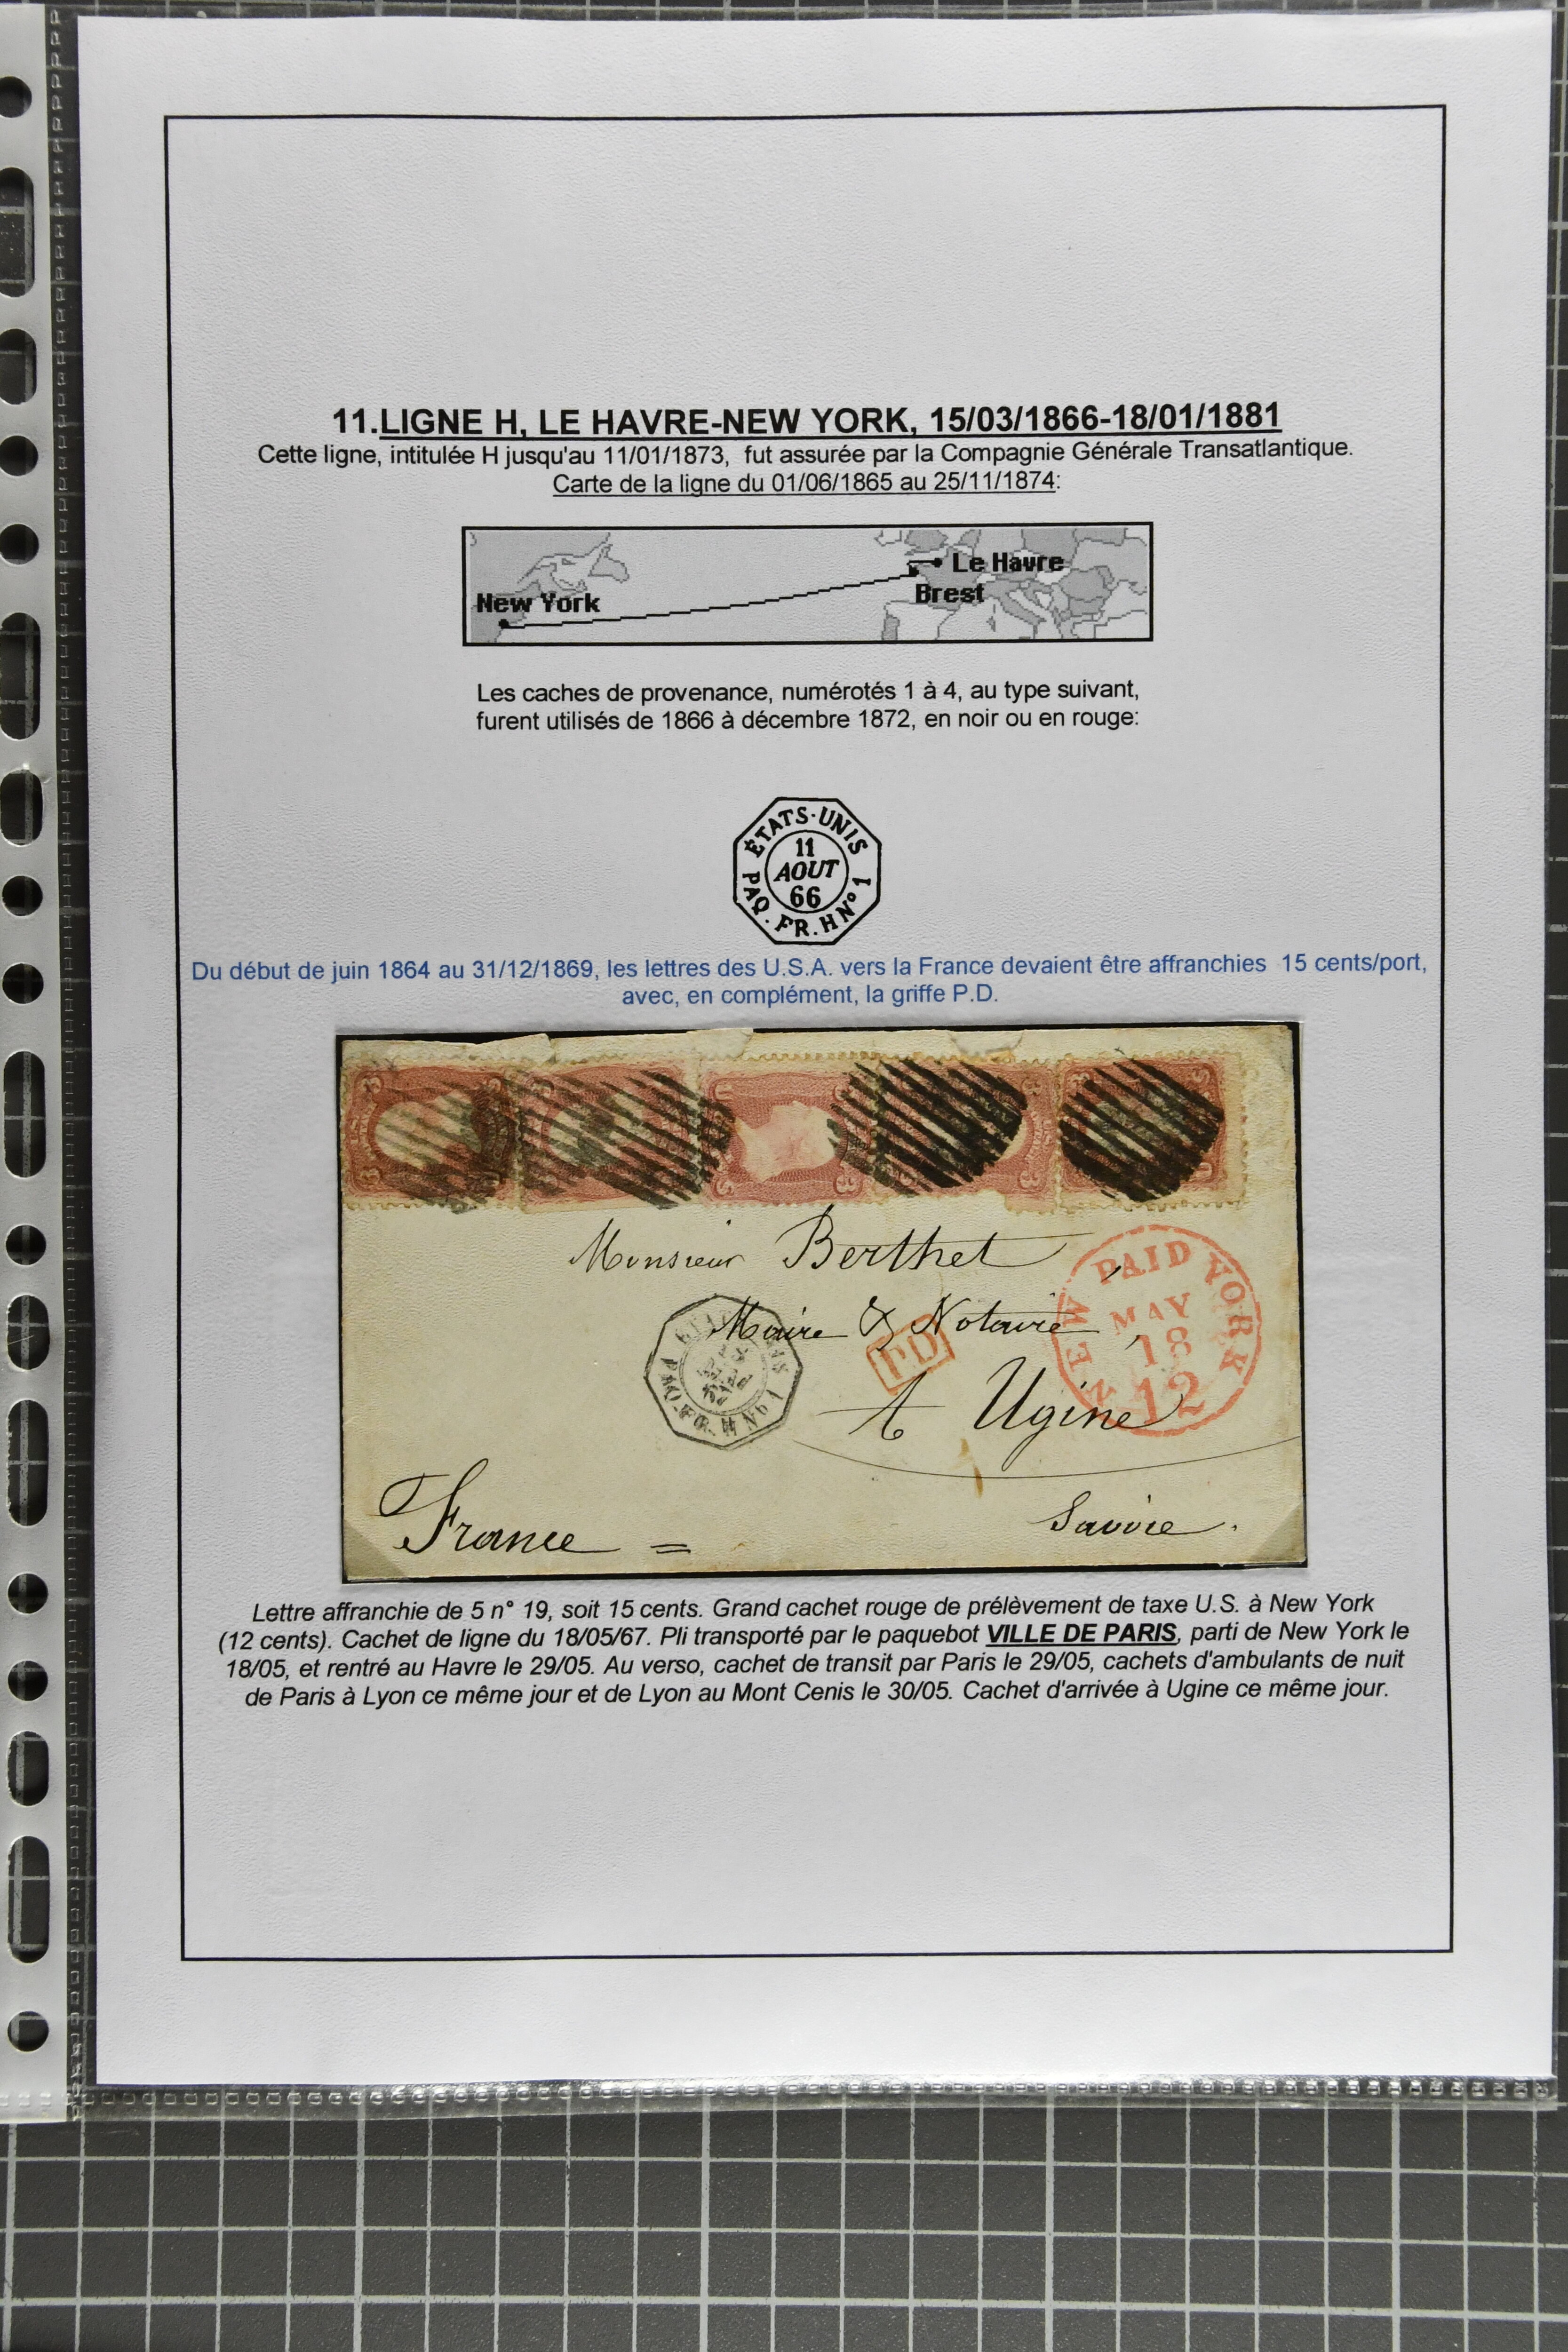 11.LIGNE H, LE HAVRE-NEW YORK, 15/03/1866-18/01/1881
Cette ligne, intitulée H jusqu'au 11/01/1873, fut assurée par la Compagnie Générale Transatlantique.
Carte de la ligne du 01/06/1865 au 25/11/1874:
Le Havre
Brest
New York
Les caches de provenance, numérotés 1 à 4, au type suivant,
furent utilisés de 1866 à décembre 1872, en noir ou en rouge:
ÉTATS-UNIS
11
AOUT
66
PAQ. FR. H Nº 1
Du début de juin 1864 au 31/12/1869, les lettres des U.S.A. vers la France devaient être affranchies 15 cents/port,
avec, en complément, la griffe P.D.
Monsieur Berthet
Maire & Notaire
A Ugine
Savoie.
France =
NEW PAID YORK
MAY
18
12
PD
PAQ. FR. H Nº 1
Lettre affranchie de 5 n° 19, soit 15 cents. Grand cachet rouge de prélèvement de taxe U.S. à New York
(12 cents). Cachet de ligne du 18/05/67. Pli transporté par le paquebot VILLE DE PARIS, parti de New York le
18/05, et rentré au Havre le 29/05. Au verso, cachet de transit par Paris le 29/05, cachets d'ambulants de nuit
de Paris à Lyon ce même jour et de Lyon au Mont Cenis le 30/05. Cachet d'arrivée à Ugine ce même jour.